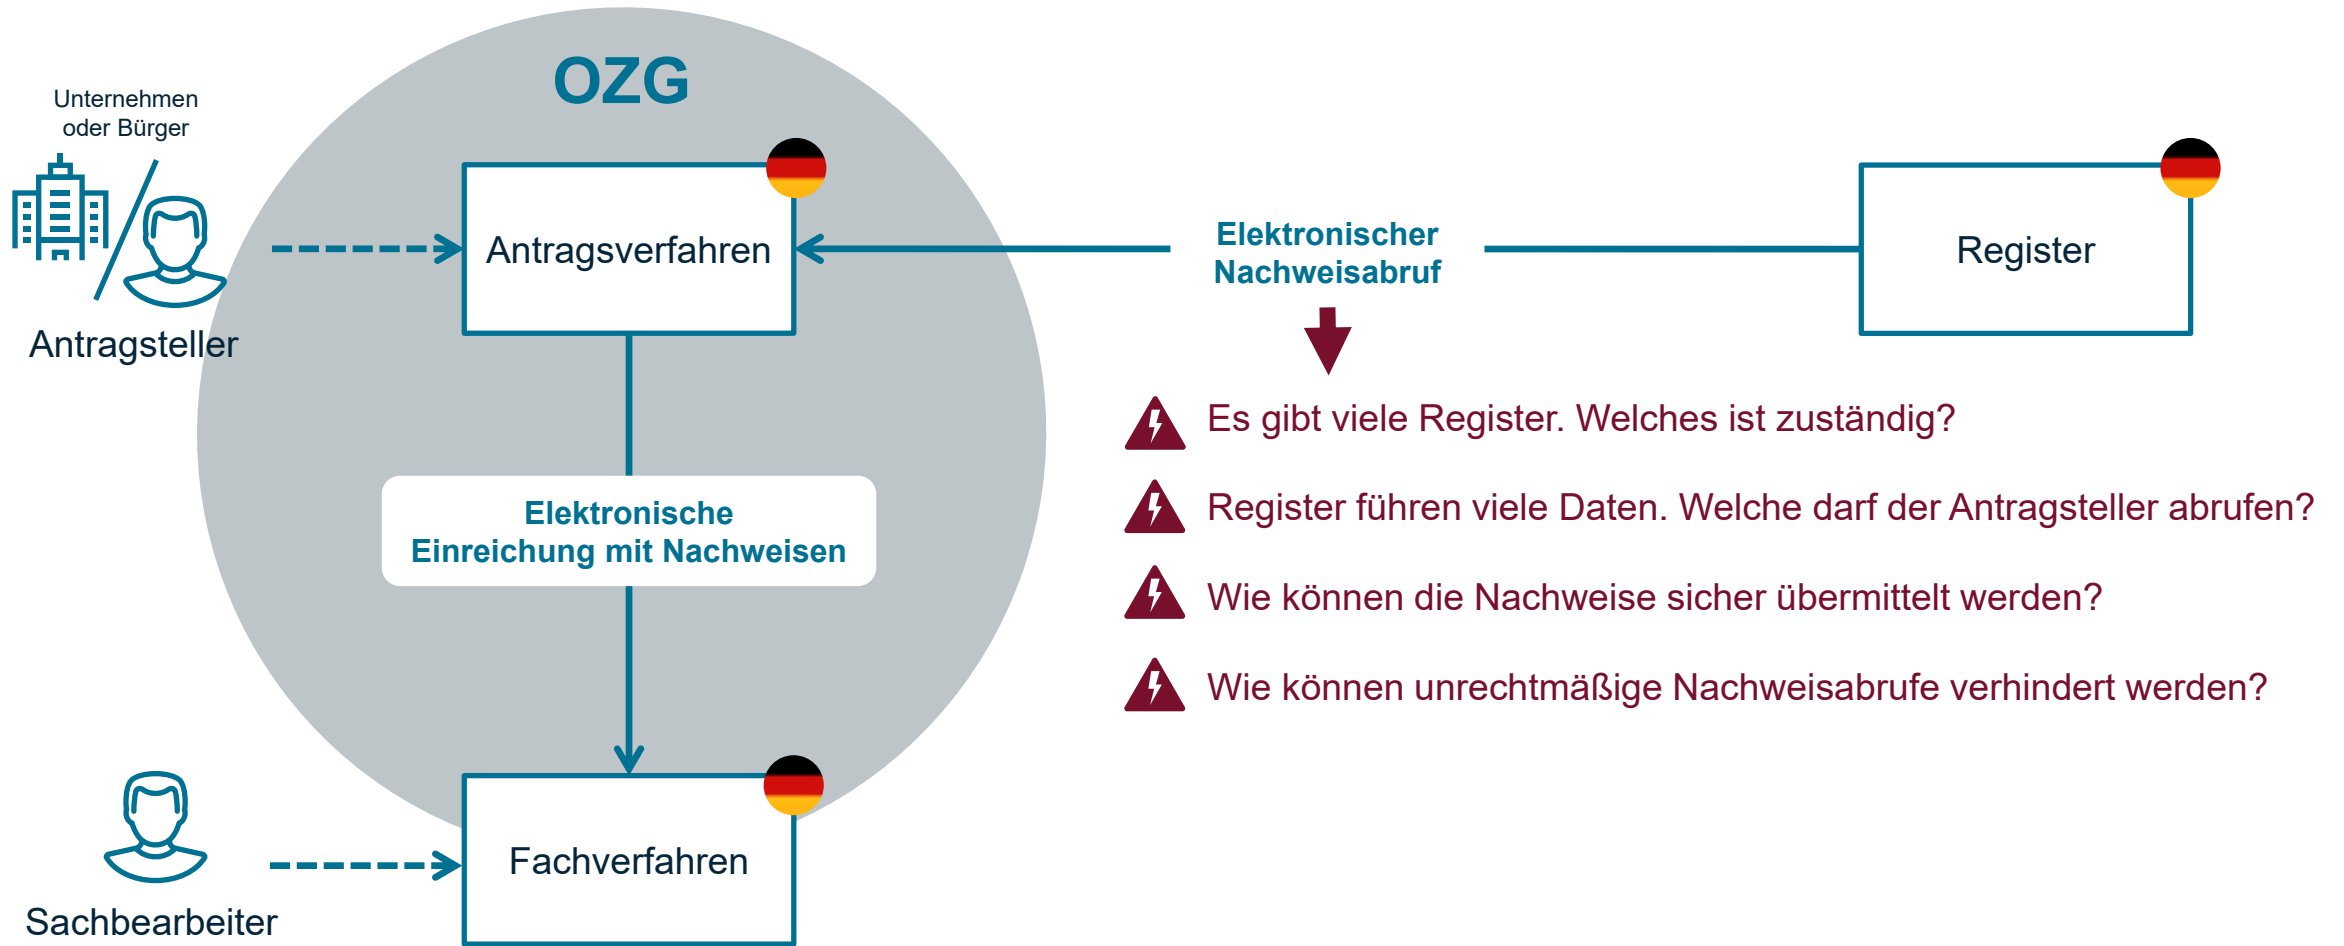 OZG
Unternehmen
oder Bürger
Antragsteller
Antragsverfahren
Elektronischer
Nachweisabruf
Register
Es gibt viele Register. Welches ist zuständig?
Register führen viele Daten. Welche darf der Antragsteller abrufen?
Wie können die Nachweise sicher übermittelt werden?
Wie können unrechtmäßige Nachweisabrufe verhindert werden?
Elektronische
Einreichung mit Nachweisen
Fachverfahren
Sachbearbeiter